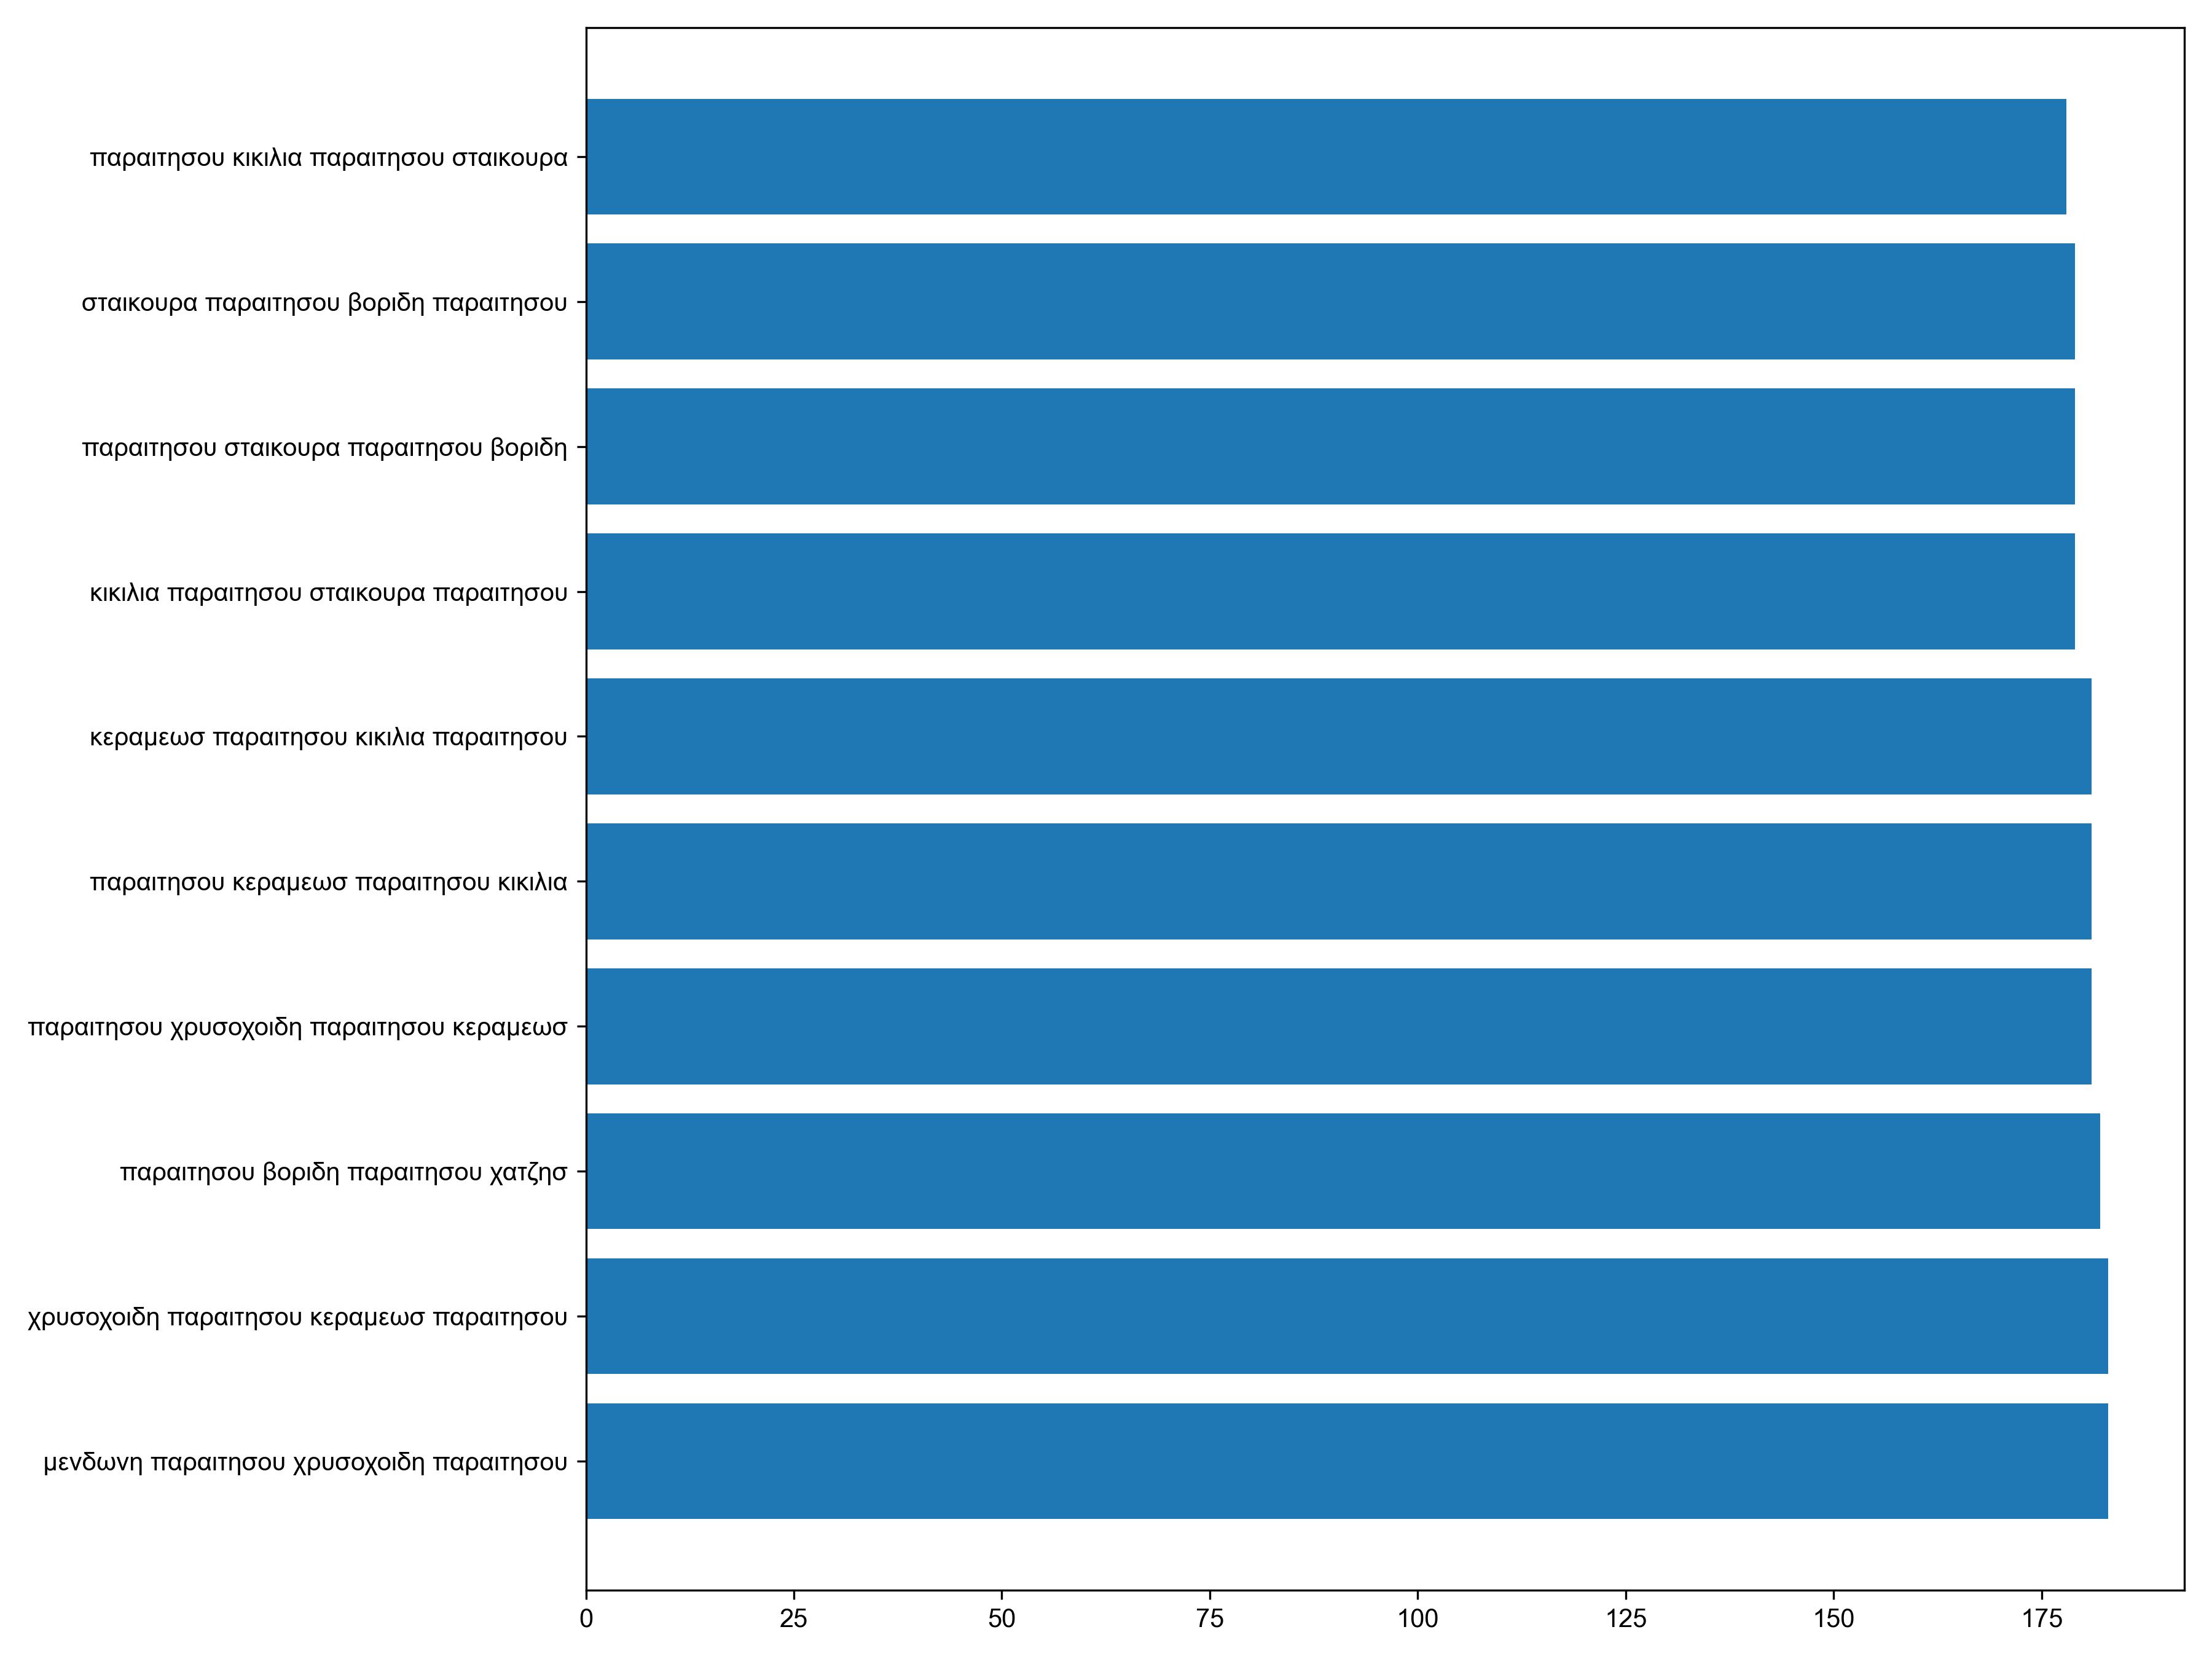 παραιτησου κικιλια παραιτησου σταικουρα
σταικουρα παραιτησου βοριδη παραιτησου
παραιτησου σταικουρα παραιτησου βοριδη
κικιλια παραιτησου σταικουρα παραιτησου
κεραμεωσ παραιτησου κικιλια παραιτησου
παραιτησου κεραμεωσ παραιτησου κικιλια
παραιτησου χρυσοχοιδη παραιτησου κεραμεωσ
παραιτησου βοριδη παραιτησου χατζησ
χρυσοχοιδη παραιτησου κεραμεωσ παραιτησου
μενδωνη παραιτησου χρυσοχοιδη παραιτησου
0 25 50 75 100 125 150 175